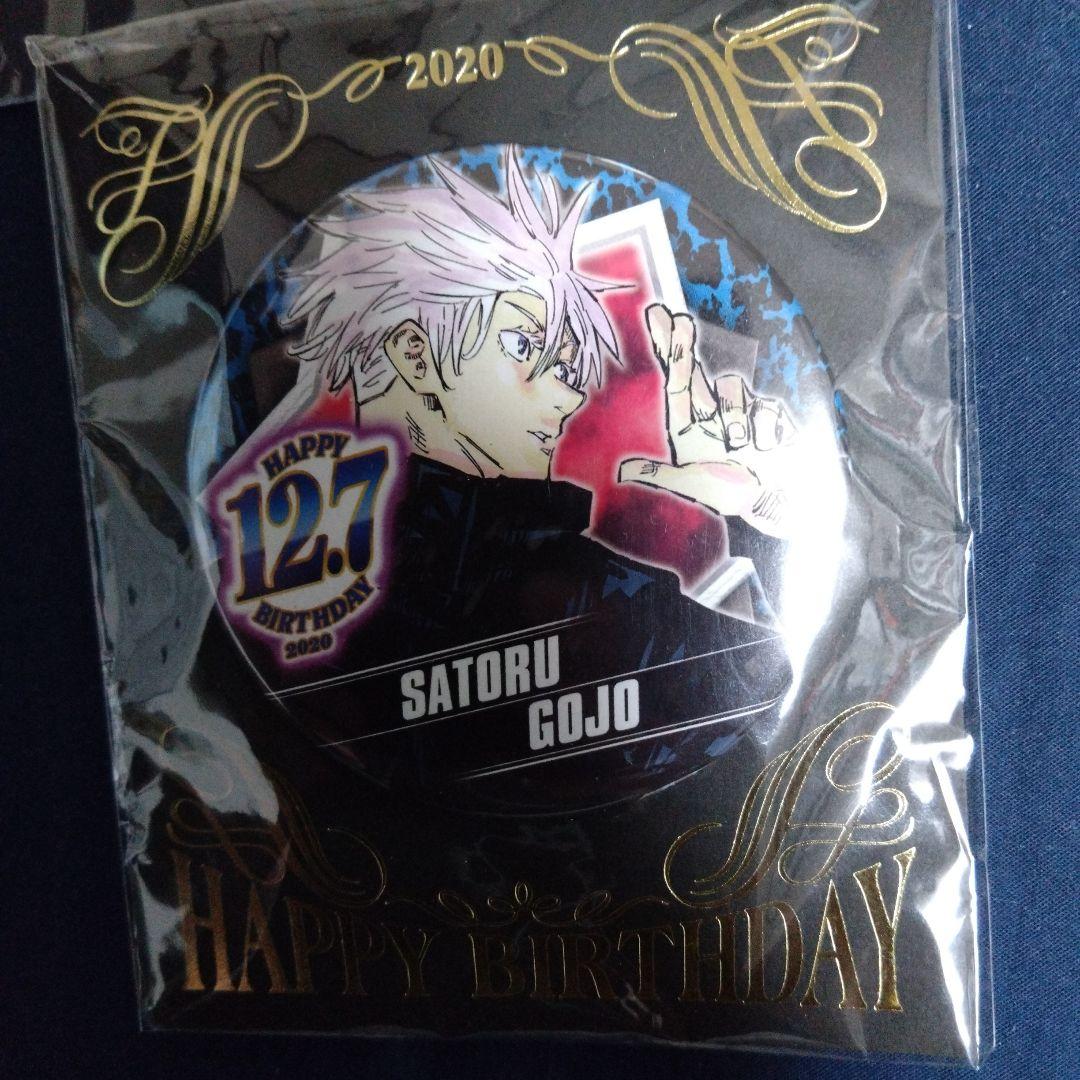 2020
HAPPY
12.7
BIRTHDAY
2020
SATORU
GOJO
HAPPY BIRTHDAY